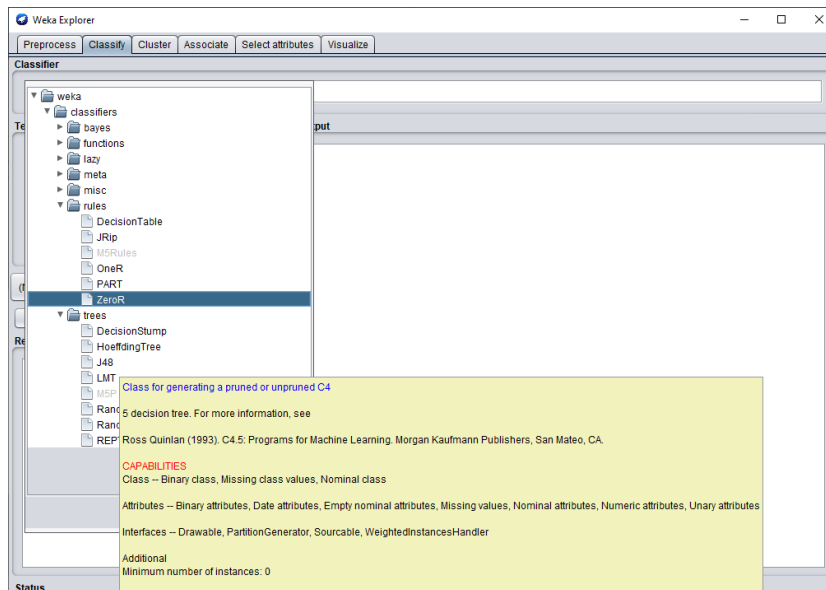 Weka Explorer
Preprocess Classify Cluster Associate Select attributes Visualize
Classifier
weka
classifiers
bayes
functions
lazy
meta
misc
rules
DecisionTable
JRip
M5Rules
OneR
PART
ZeroR
trees
DecisionStump
HoeffdingTree
J48
LMT
M5P
REPT
Class for generating a pruned or unpruned C4
5 decision tree. For more information, see
Ross Quinlan (1993). C4.5: Programs for Machine Learning. Morgan Kaufmann Publishers, San Mateo, CA.
CAPABILITIES
Class -- Binary class, Missing class values, Nominal class
Attributes -- Binary attributes, Date attributes, Empty nominal attributes, Missing values, Nominal attributes, Numeric attributes, Unary attributes
Interfaces -- Drawable, PartitionGenerator, Sourcable, WeightedInstancesHandler
Additional
Minimum number of instances: 0
Status